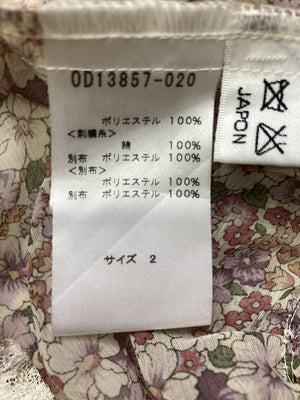 OD13857-020
ポリエステル 100%
<刺繍糸>
綿 100%
別布 ポリエステル 100%
<別布>
ポリエステル 100%
別布 ポリエステル 100%
サイズ 2
JAPON